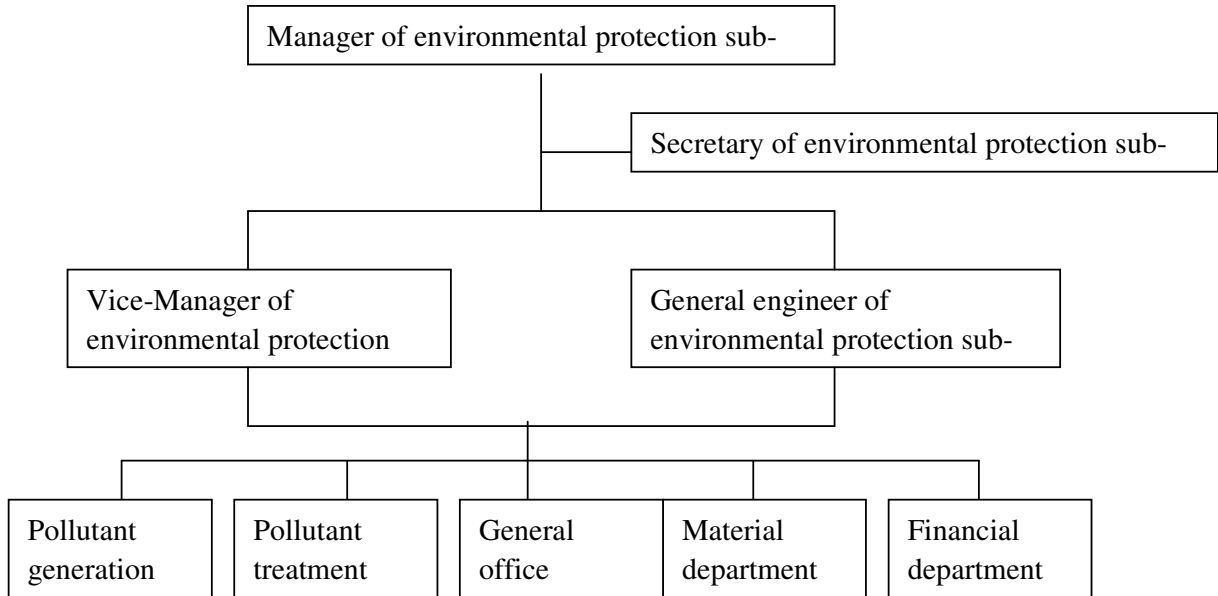 Manager of environmental protection sub-
Secretary of environmental protection sub-
Vice-Manager of
environmental protection
General engineer of
environmental protection sub-
Pollutant
generation
Pollutant
treatment
General
office
Material
department
Financial
department